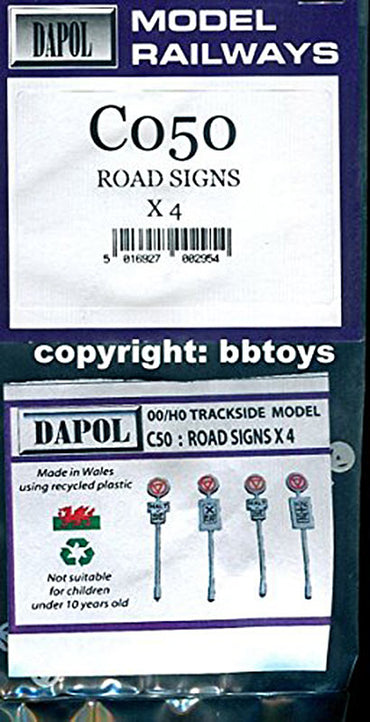 DAPOL
MODEL
RAILWAYS
C050
ROAD SIGNS
X 4
5 016927 002954
copyright: bbtoys
DAPOL
00/HO TRACKSIDE MODEL
C50 : ROAD SIGNS X 4
Made in Wales
using recycled plastic
Not suitable
for children
under 10 years old